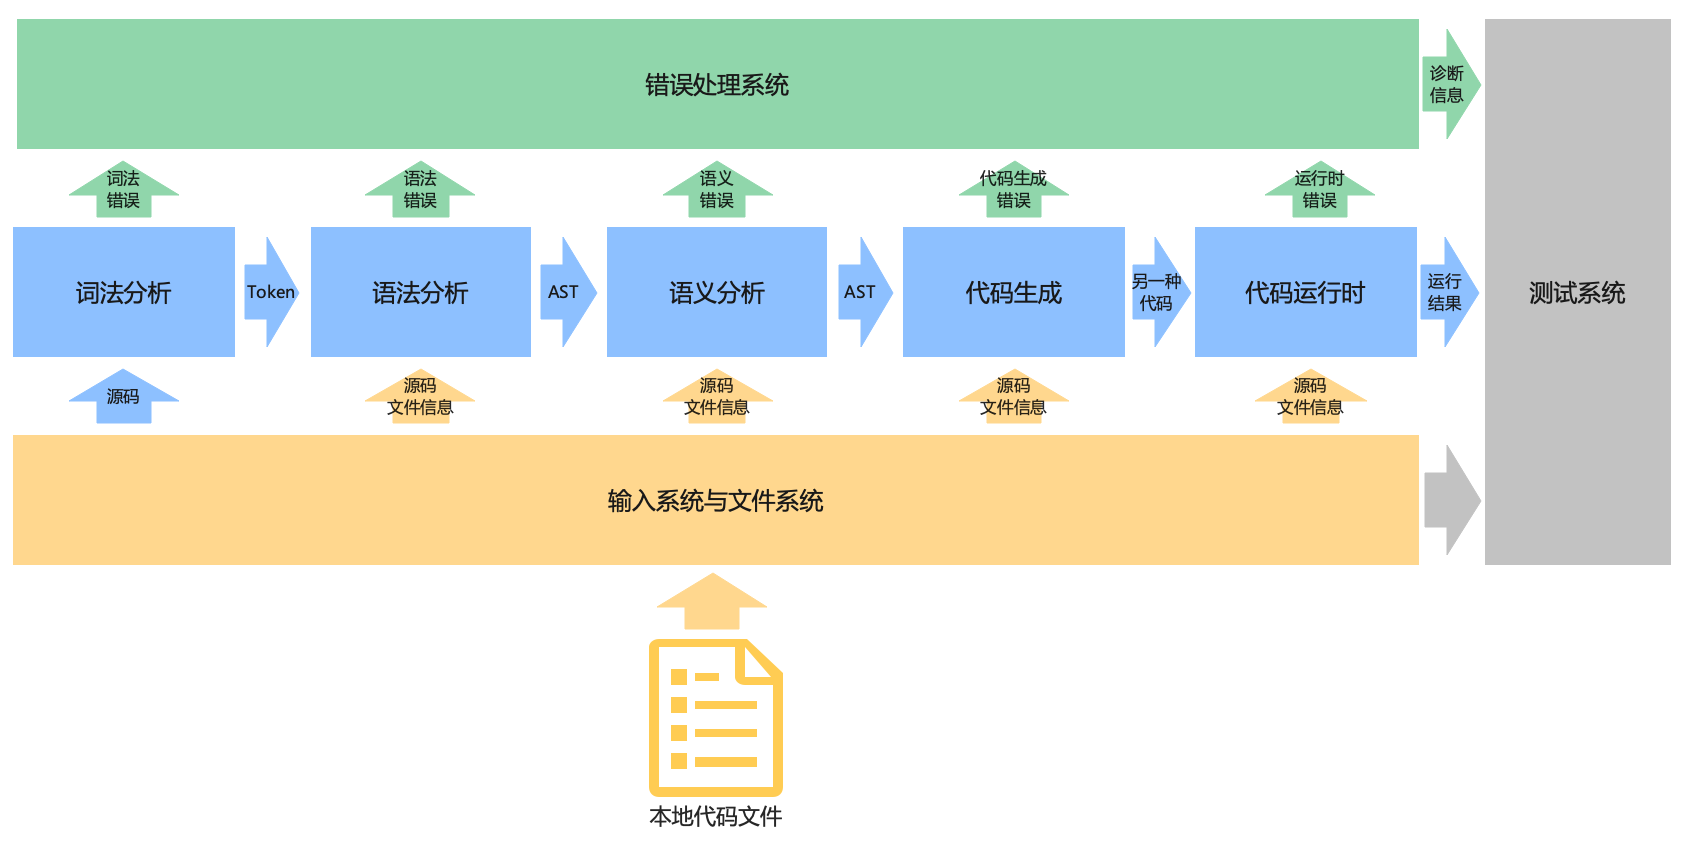 错误处理系统
诊断
信息
词法
错误
语法
错误
语义
错误
代码生成
错误
运行时
错误
词法分析
Token
语法分析
AST
语义分析
AST
代码生成
另一种
代码
代码运行时
运行
结果
测试系统
源码
源码
文件信息
源码
文件信息
源码
文件信息
源码
文件信息
输入系统与文件系统
本地代码文件